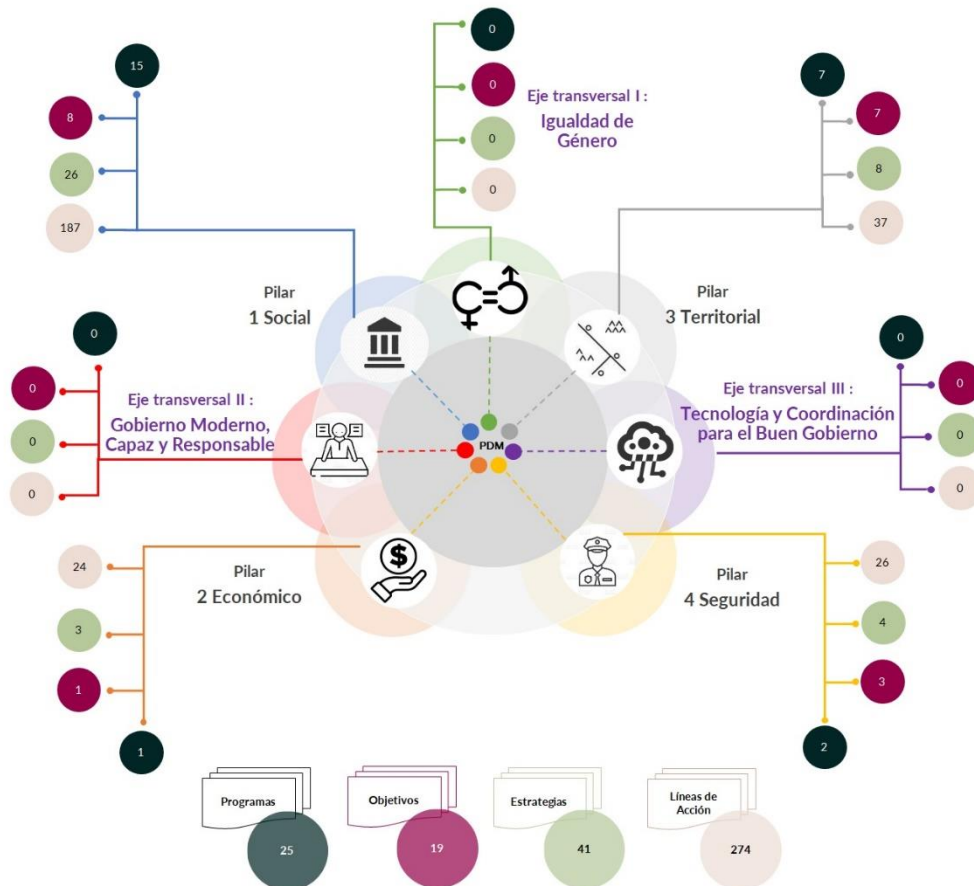 0
15
0
Eje transversal I :
Igualdad de
Género
7
8
7
26
0
8
187
0
37
Pilar
1 Social
Pilar
3 Territorial
0
0
0
Eje transversal II :
Gobierno Moderno,
Capaz y Responsable
0
0
PDM
Eje transversal III :
Tecnología y Coordinación
para el Buen Gobierno
0
0
0
24
Pilar
2 Económico
$
Pilar
4 Seguridad
26
3
4
1
3
1
2
Programas
25
Objetivos
19
Estrategias
41
Líneas de
Acción
274